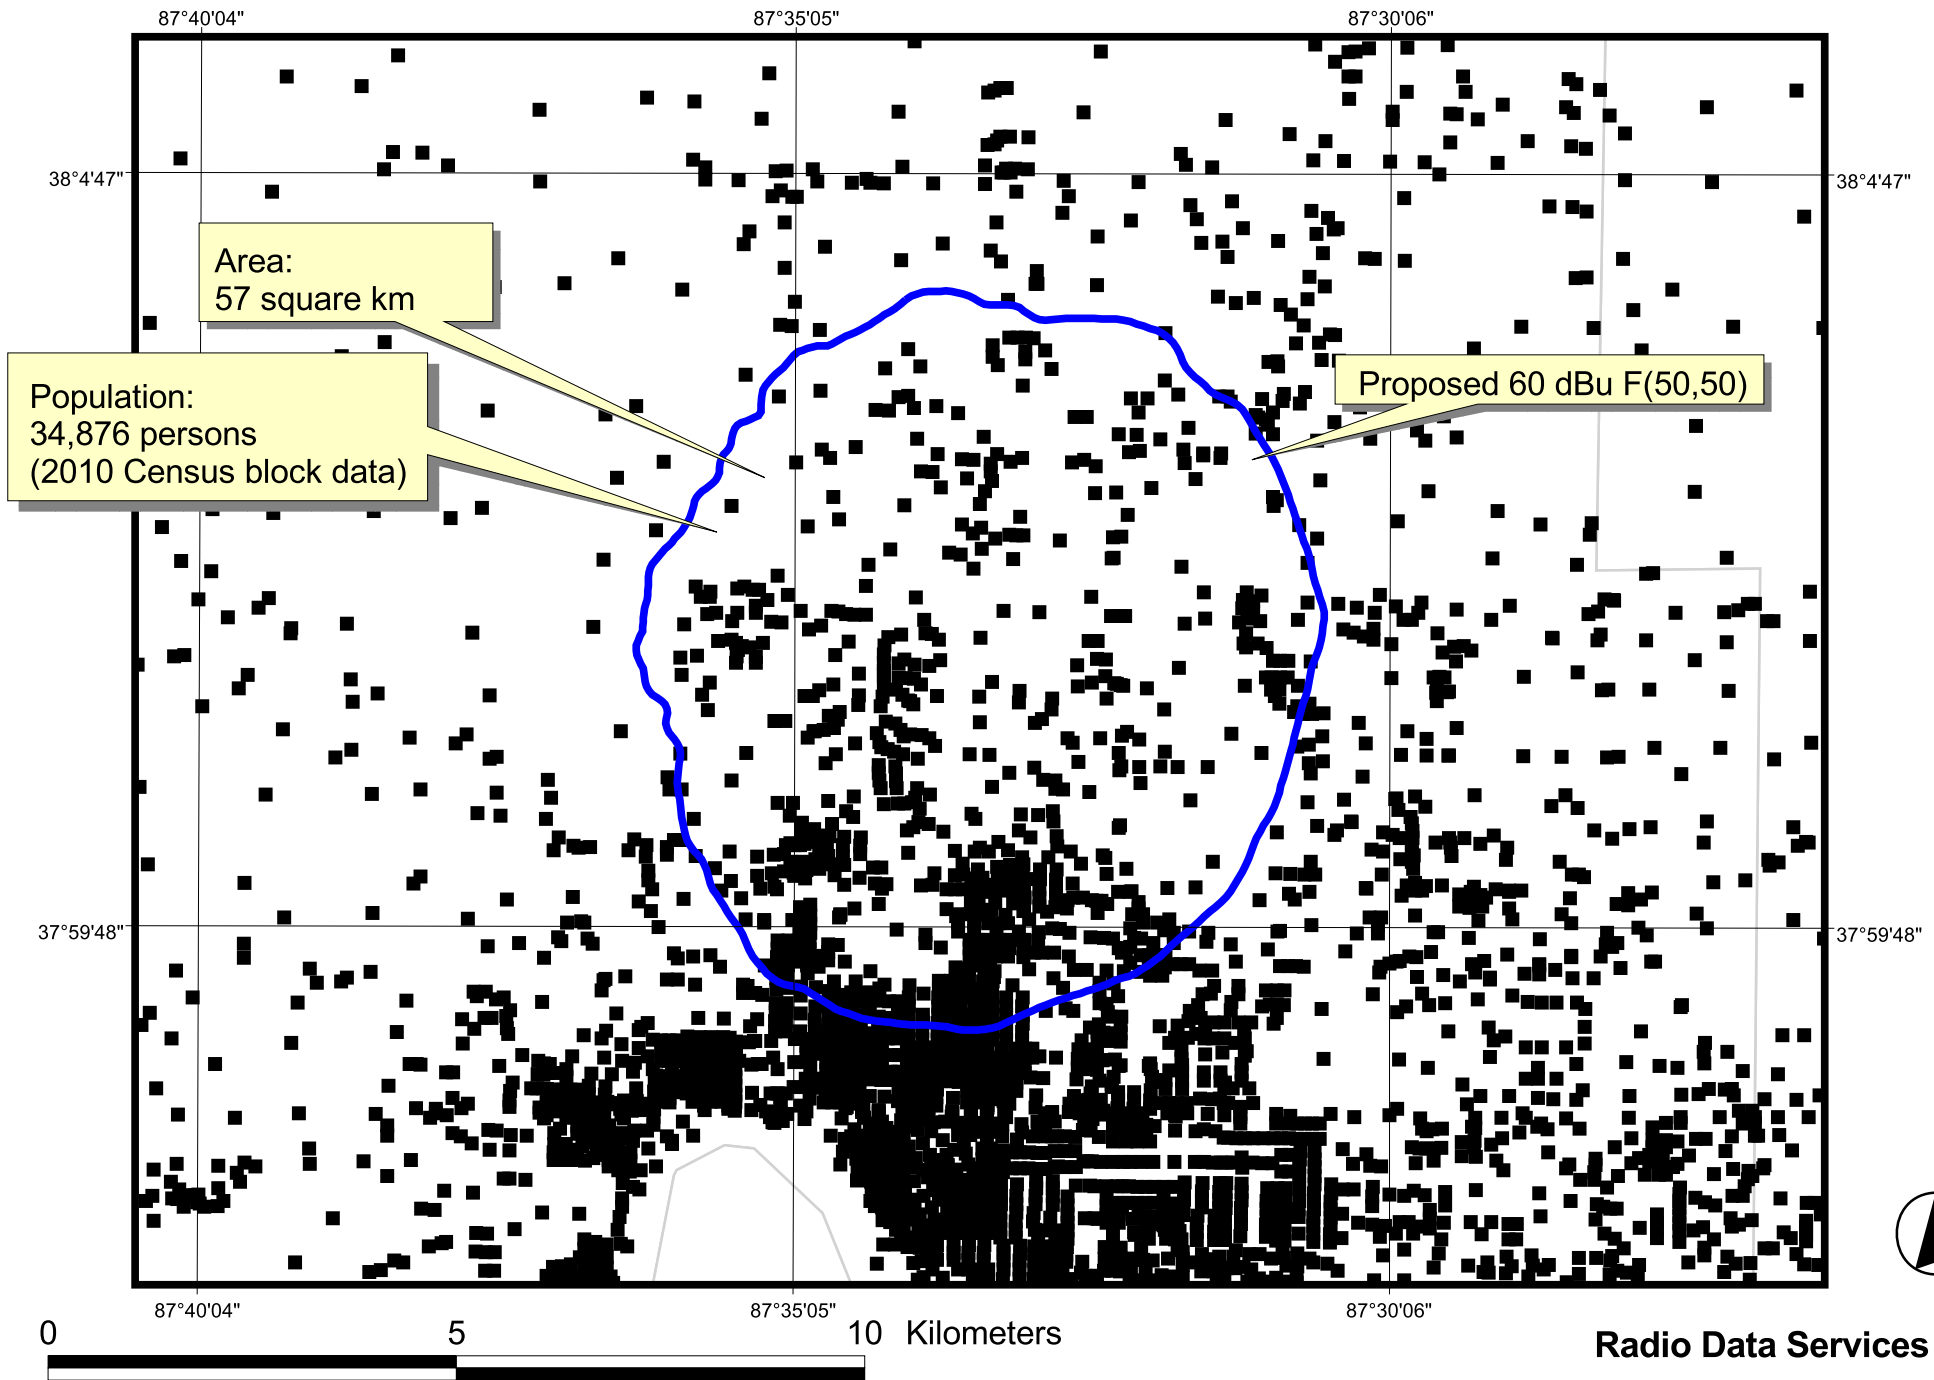 87°40'04" 87°35'05" 87°30'06"
38°4'47" 38°4'47"
Area:
57 square km
Population:
34,876 persons
(2010 Census block data)
Proposed 60 dBu F(50,50)
37°59'48" 37°59'48"
87°40'04" 87°35'05" 87°30'06"
0 5 10 Kilometers
Radio Data Services